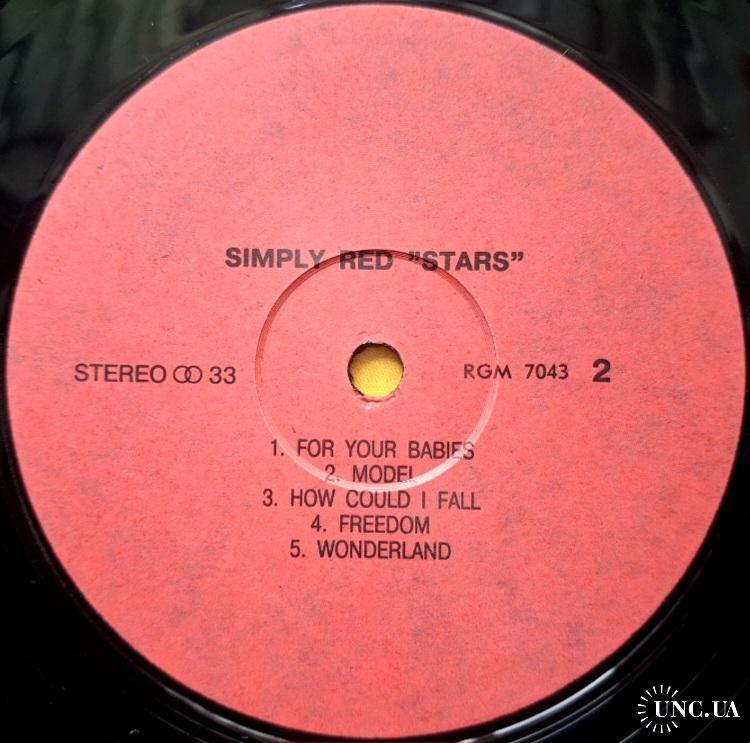 SIMPLY RED "STARS"
STEREO ꝏ 33
RGM 7043 2
1. FOR YOUR BABIES
2. MODEL
3. HOW COULD I FALL
4. FREEDOM
5. WONDERLAND
UNC.UA